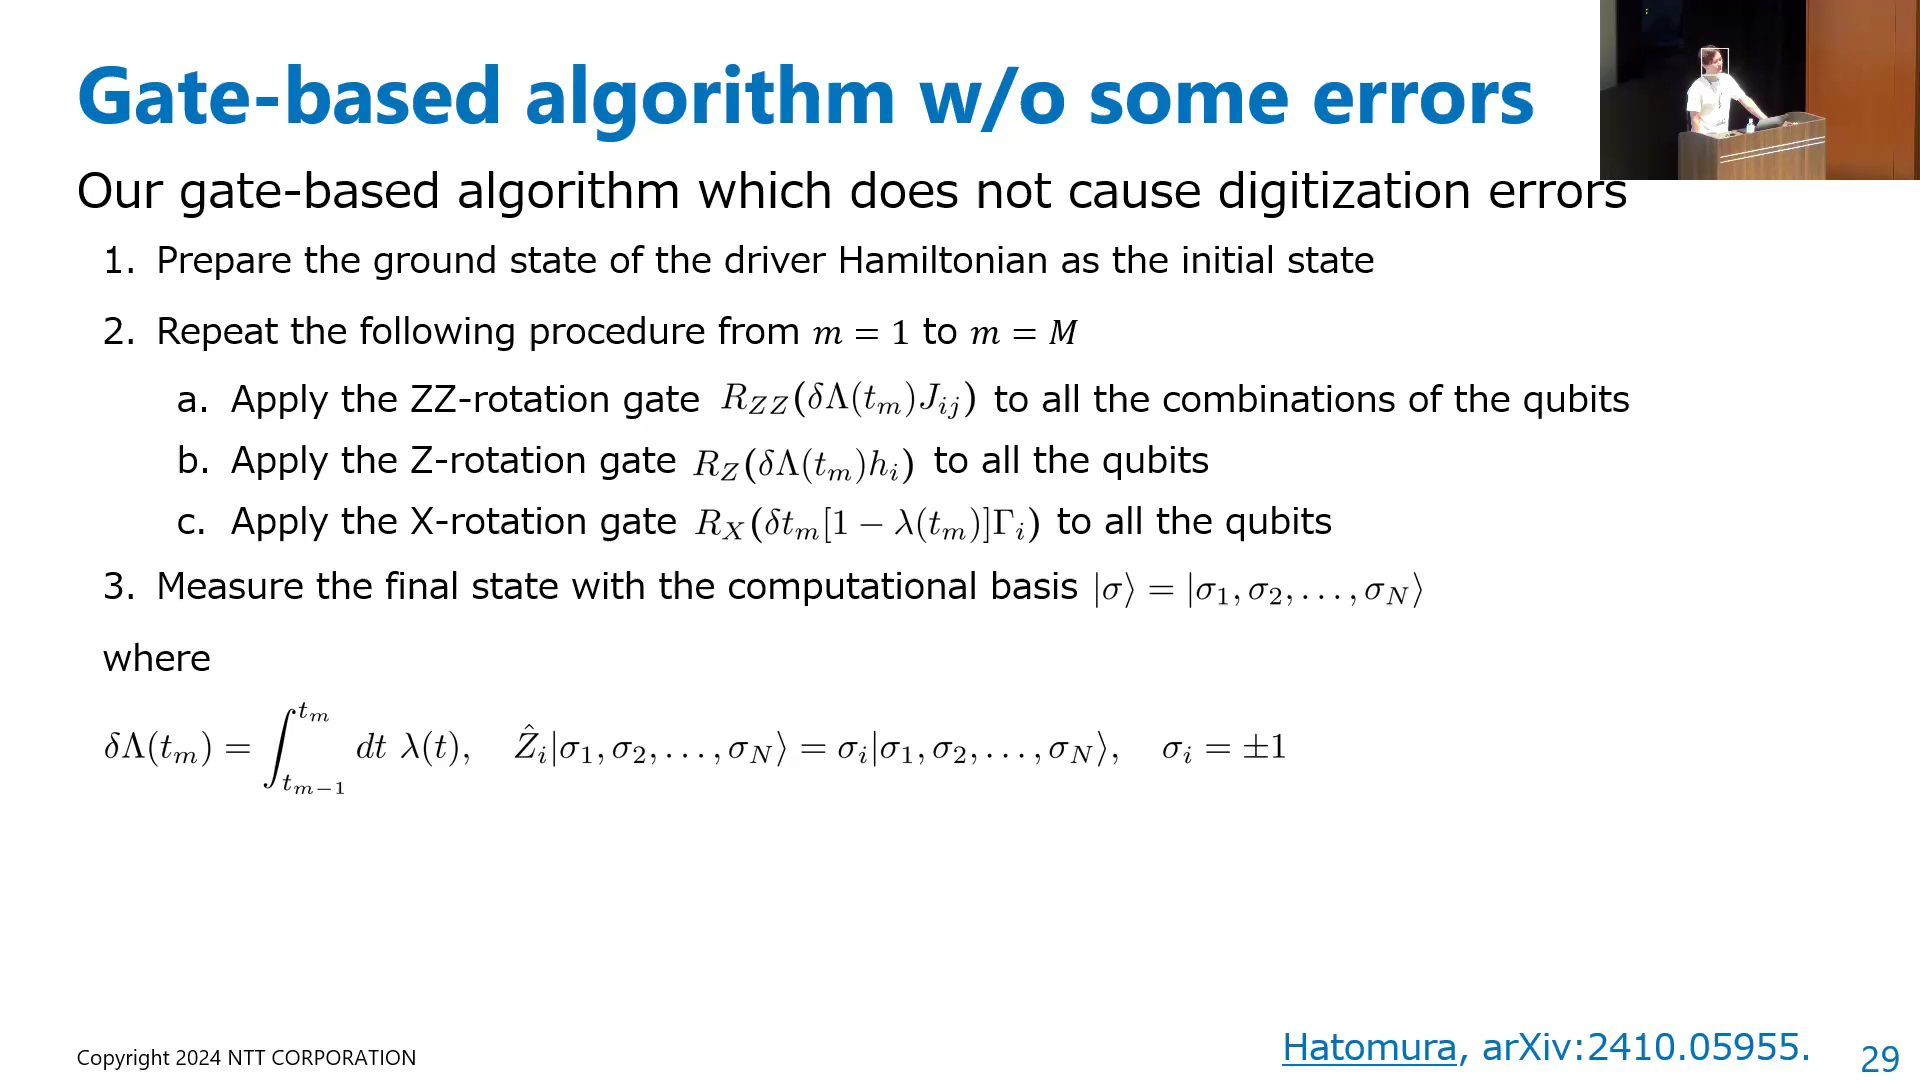 Gate-based algorithm w/o some errors
Our gate-based algorithm which does not cause digitization errors
1. Prepare the ground state of the driver Hamiltonian as the initial state
2. Repeat the following procedure from m = 1 to m = M
a. Apply the ZZ-rotation gate R_{ZZ}(δΛ(t_m)J_{ij}) to all the combinations of the qubits
b. Apply the Z-rotation gate R_Z(δΛ(t_m)h_i) to all the qubits
c. Apply the X-rotation gate R_X(δt_m[1 − λ(t_m)]Γ_i) to all the qubits
3. Measure the final state with the computational basis |σ⟩ = |σ_1, σ_2, . . . , σ_N⟩
where
δΛ(t_m) = ∫_{t_{m−1}}^{t_m} dt λ(t), Ẑ_i|σ_1, σ_2, . . . , σ_N⟩ = σ_i|σ_1, σ_2, . . . , σ_N⟩, σ_i = ±1
Copyright 2024 NTT CORPORATION
Hatomura, arXiv:2410.05955.
29